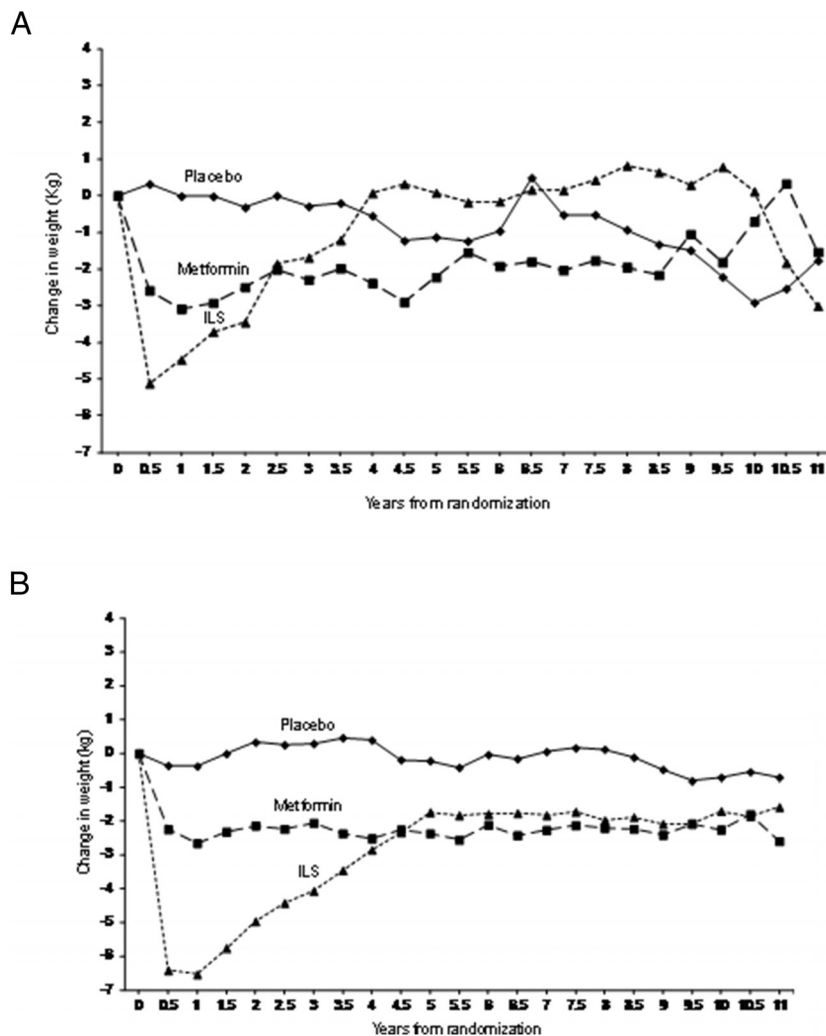 A
4
3
2
1
0
-1
-2
-3
-4
-5
-6
-7
Change in weight (Kg)
Placebo
Metformin
ILS
0 0.5 1 1.5 2 2.5 3 3.5 4 4.5 5 5.5 6 6.5 7 7.5 8 8.5 9 9.5 10 10.5 11
Years from randomization
B
4
3
2
1
0
-1
-2
-3
-4
-5
-6
-7
Change in weight (kg)
Placebo
Metformin
ILS
0 0.5 1 1.5 2 2.5 3 3.5 4 4.5 5 5.5 6 6.5 7 7.5 8 8.5 9 9.5 10 10.5 11
Years from randomization